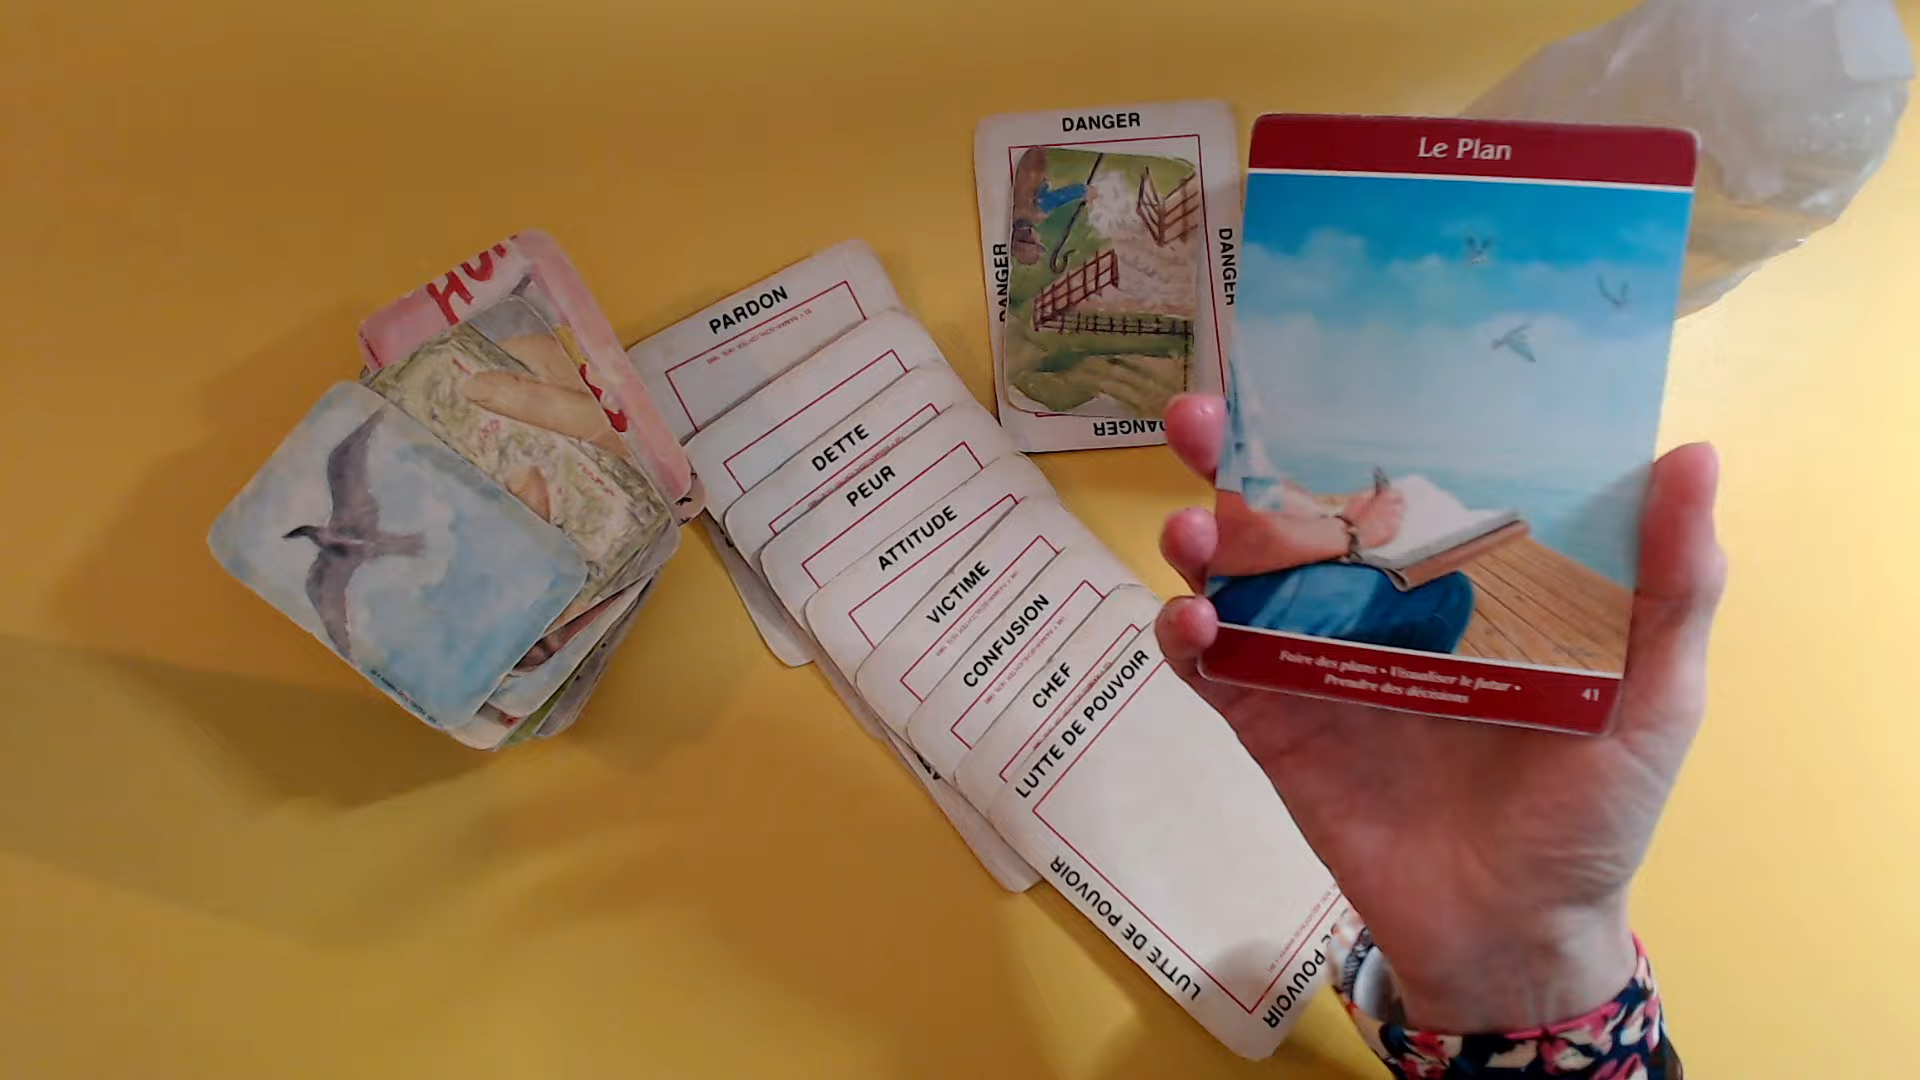 DANGER
DANGER
DANGER
DANGER
Le Plan
Faire des plans • Visualiser le futur •
Prendre des décisions
41
PARDON
DETTE
PEUR
ATTITUDE
VICTIME
CONFUSION
CHEF
LUTTE DE POUVOIR
LUTTE DE POUVOIR
DE POUVOIR